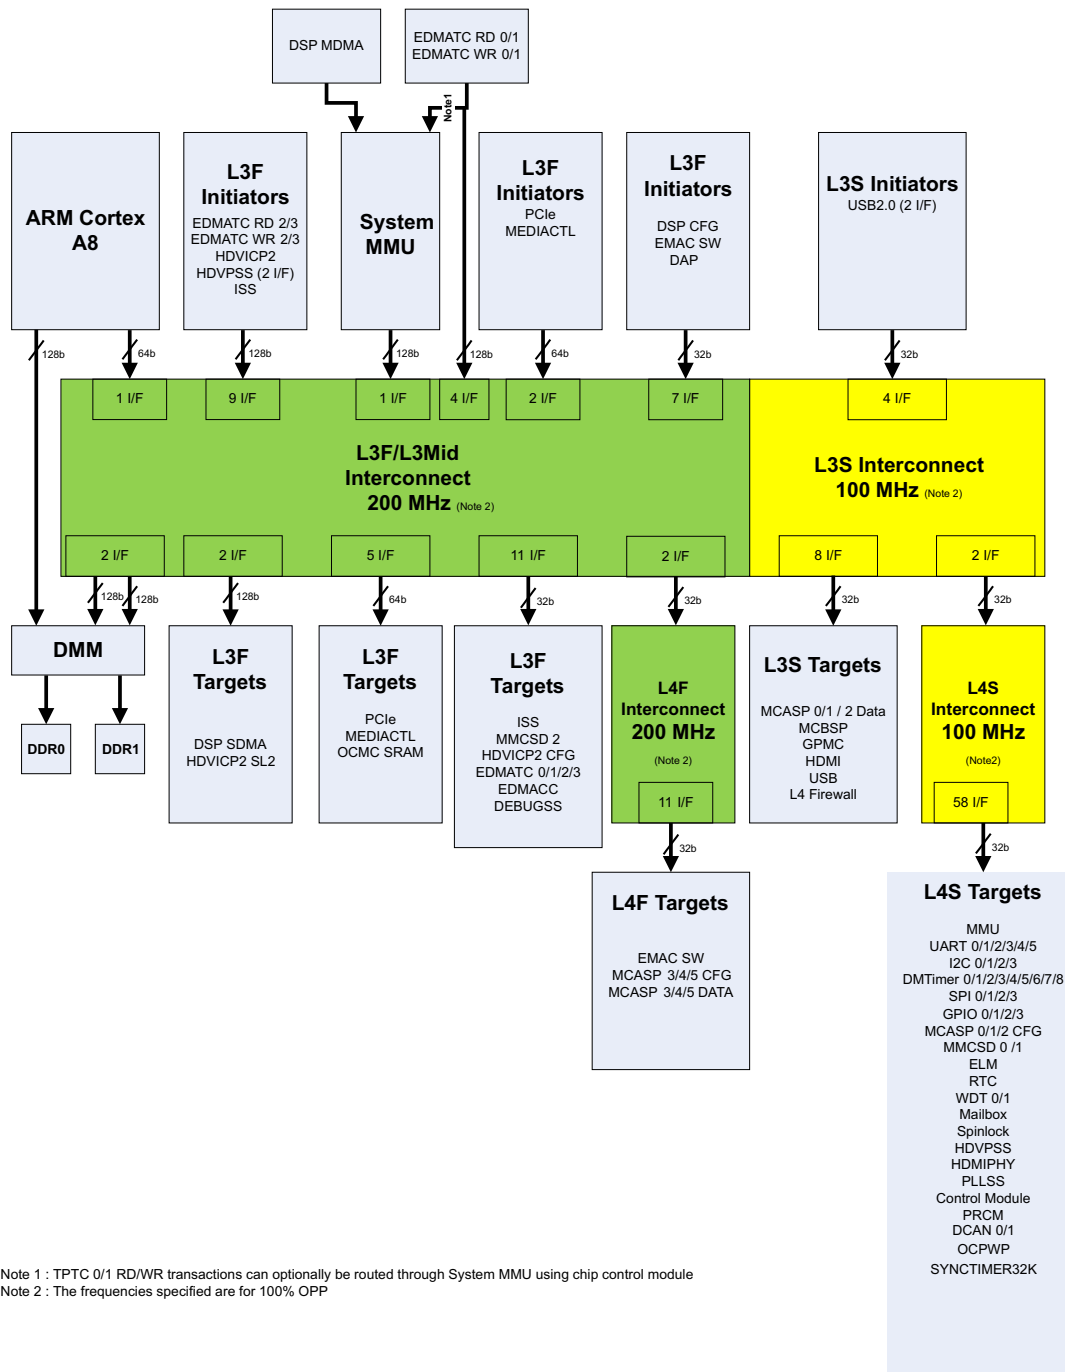 DSP MDMA
EDMATC RD 0/1
EDMATC WR 0/1
Note1
ARM Cortex
A8
L3F
Initiators
EDMATC RD 2/3
EDMATC WR 2/3
HDVICP2
HDVPSS (2 I/F)
ISS
System
MMU
L3F
Initiators
PCIe
MEDIACTL
L3F
Initiators
DSP CFG
EMAC SW
DAP
L3S Initiators
USB2.0 (2 I/F)
128b
64b
128b
128b
128b
64b
32b
32b
1 I/F
9 I/F
1 I/F
4 I/F
2 I/F
7 I/F
4 I/F
L3F/L3Mid
Interconnect
200 MHz (Note 2)
L3S Interconnect
100 MHz (Note 2)
2 I/F
2 I/F
5 I/F
11 I/F
2 I/F
8 I/F
2 I/F
128b
128b
128b
64b
32b
32b
32b
32b
DMM
DDR0
DDR1
L3F
Targets
DSP SDMA
HDVICP2 SL2
L3F
Targets
PCIe
MEDIACTL
OCMC SRAM
L3F
Targets
ISS
MMCSD 2
HDVICP2 CFG
EDMATC 0/1/2/3
EDMACC
DEBUGSS
L4F
Interconnect
200 MHz
(Note 2)
11 I/F
32b
L3S Targets
MCASP 0/1 / 2 Data
MCBSP
GPMC
HDMI
USB
L4 Firewall
L4S
Interconnect
100 MHz
(Note2)
58 I/F
32b
L4F Targets
EMAC SW
MCASP 3/4/5 CFG
MCASP 3/4/5 DATA
L4S Targets
MMU
UART 0/1/2/3/4/5
I2C 0/1/2/3
DMTimer 0/1/2/3/4/5/6/7/8
SPI 0/1/2/3
GPIO 0/1/2/3
MCASP 0/1/2 CFG
MMCSD 0 /1
ELM
RTC
WDT 0/1
Mailbox
Spinlock
HDVPSS
HDMIPHY
PLLSS
Control Module
PRCM
DCAN 0/1
OCPWP
SYNCTIMER32K
Note 1 : TPTC 0/1 RD/WR transactions can optionally be routed through System MMU using chip control module
Note 2 : The frequencies specified are for 100% OPP